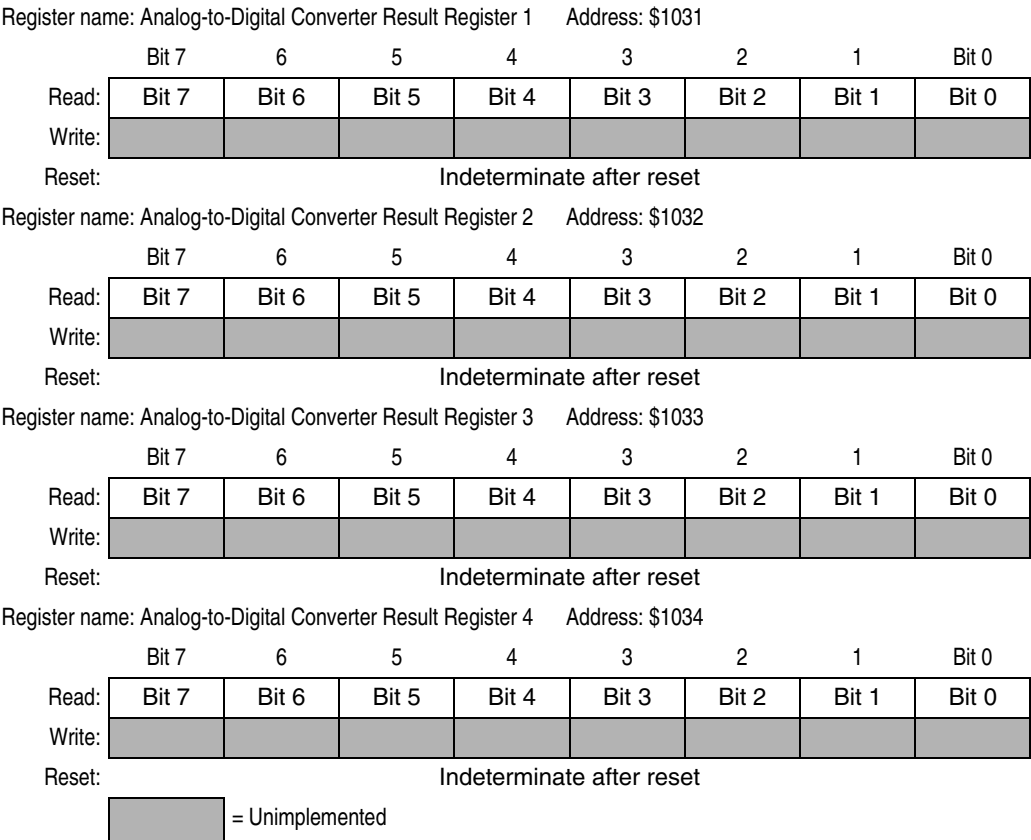 Register name: Analog-to-Digital Converter Result Register 1 Address: $1031
Bit 7 6 5 4 3 2 1 Bit 0
Read: Bit 7 Bit 6 Bit 5 Bit 4 Bit 3 Bit 2 Bit 1 Bit 0
Write:
Reset: Indeterminate after reset
Register name: Analog-to-Digital Converter Result Register 2 Address: $1032
Bit 7 6 5 4 3 2 1 Bit 0
Read: Bit 7 Bit 6 Bit 5 Bit 4 Bit 3 Bit 2 Bit 1 Bit 0
Write:
Reset: Indeterminate after reset
Register name: Analog-to-Digital Converter Result Register 3 Address: $1033
Bit 7 6 5 4 3 2 1 Bit 0
Read: Bit 7 Bit 6 Bit 5 Bit 4 Bit 3 Bit 2 Bit 1 Bit 0
Write:
Reset: Indeterminate after reset
Register name: Analog-to-Digital Converter Result Register 4 Address: $1034
Bit 7 6 5 4 3 2 1 Bit 0
Read: Bit 7 Bit 6 Bit 5 Bit 4 Bit 3 Bit 2 Bit 1 Bit 0
Write:
Reset: Indeterminate after reset
= Unimplemented